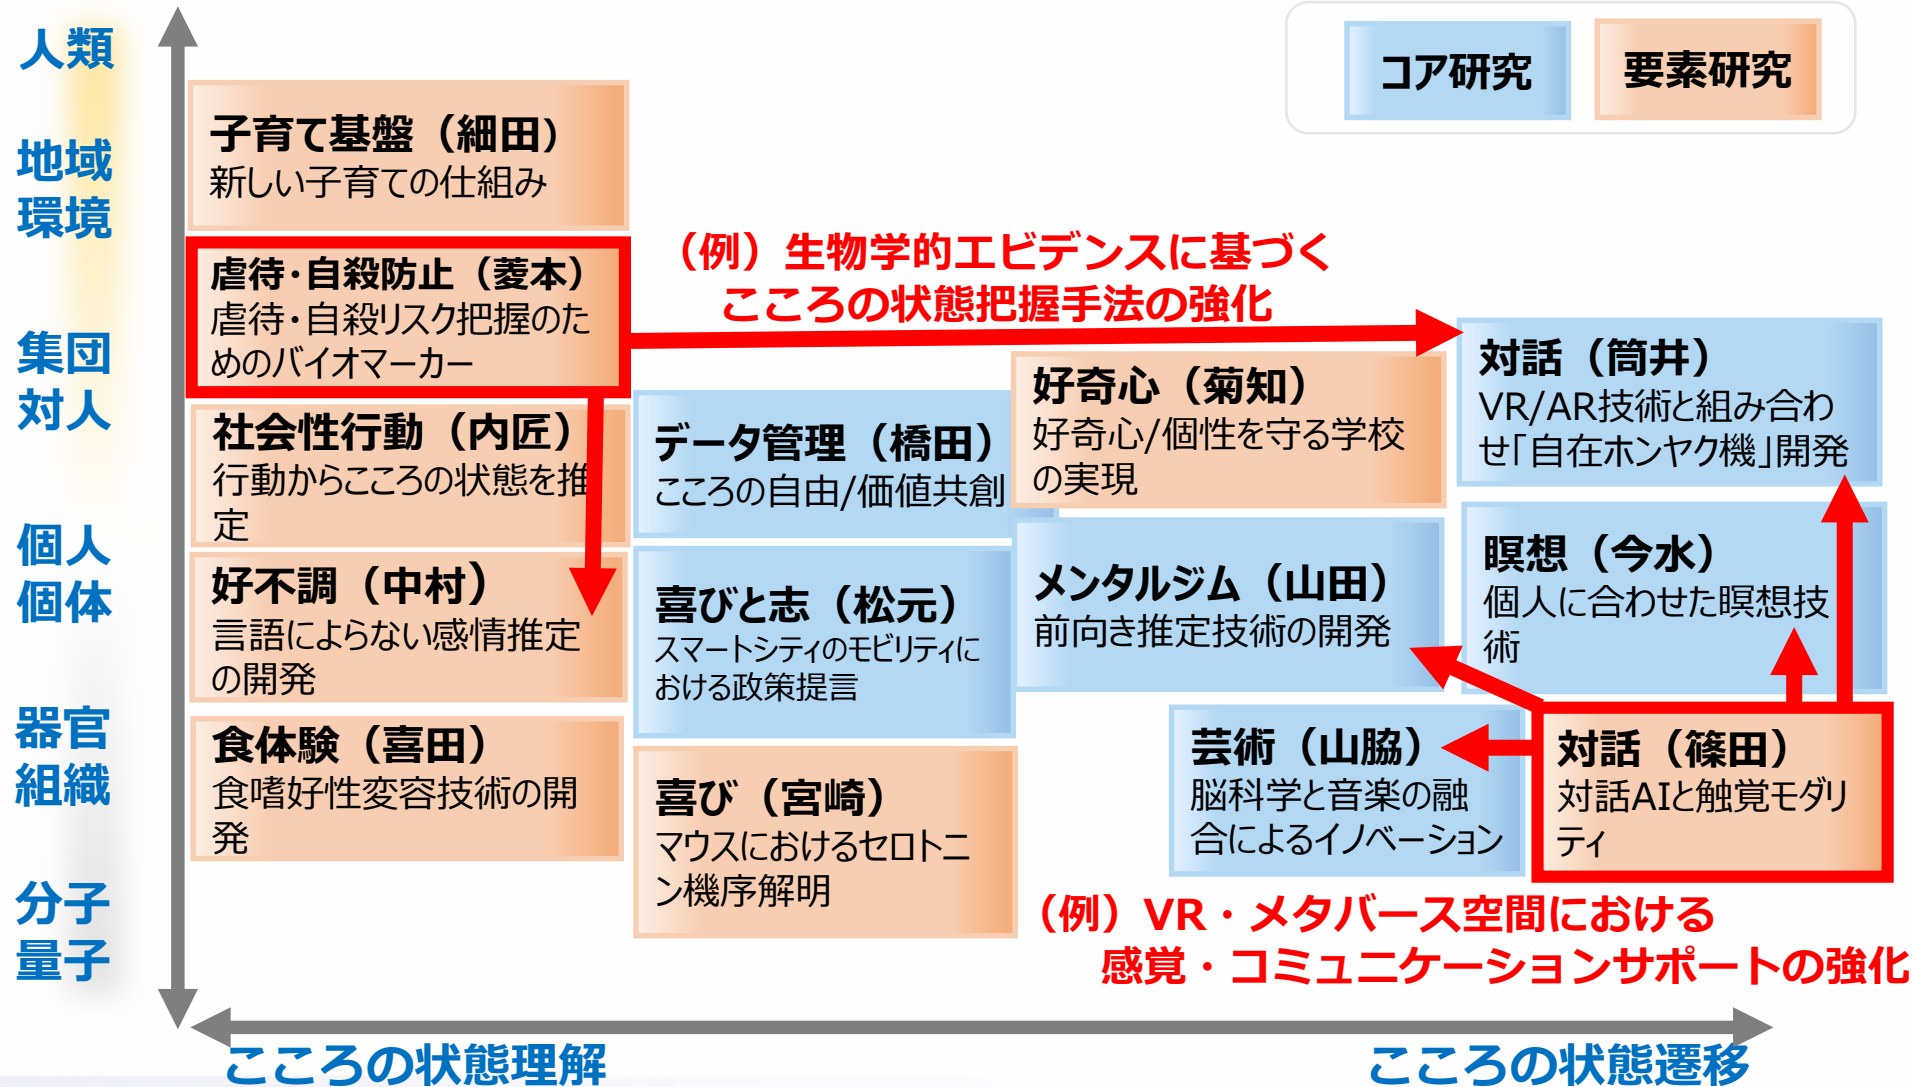 人類
地域
環境
集団
対人
個人
個体
器官
組織
分子
量子
コア研究
要素研究
子育て基盤（細田）
新しい子育ての仕組み
虐待・自殺防止（菱本）
虐待・自殺リスク把握のた
めのバイオマーカー
（例）生物学的エビデンスに基づく
こころの状態把握手法の強化
社会性行動（内匠）
行動からこころの状態を推
定
好不調（中村）
言語によらない感情推定
の開発
食体験（喜田）
食嗜好性変容技術の開
発
データ管理（橋田）
こころの自由/価値共創
喜びと志（松元）
スマートシティのモビリティに
おける政策提言
喜び（宮崎）
マウスにおけるセロトニ
ン機序解明
好奇心（菊知）
好奇心/個性を守る学校
の実現
メンタルジム（山田）
前向き推定技術の開発
対話（筒井）
VR/AR技術と組み合わ
せ「自在ホンヤク機」開発
瞑想（今水）
個人に合わせた瞑想技
術
芸術（山脇）
脳科学と音楽の融
合によるイノベーション
対話（篠田）
対話AIと触覚モダリ
ティ
（例）VR・メタバース空間における
感覚・コミュニケーションサポートの強化
こころの状態理解
こころの状態遷移